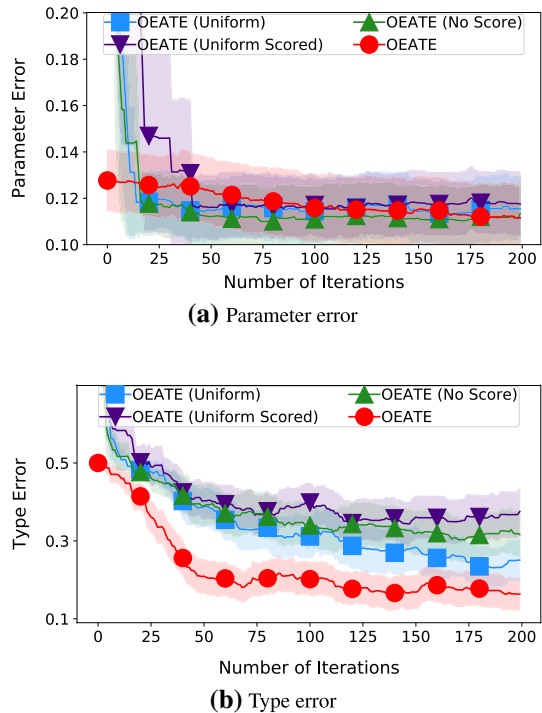 OEATE (Uniform)
OEATE (Uniform Scored)
OEATE (No Score)
OEATE
0.20
0.18
0.16
0.14
0.12
0.10
Parameter Error
0 25 50 75 100 125 150 175 200
Number of Iterations
(a) Parameter error
OEATE (Uniform)
OEATE (Uniform Scored)
OEATE (No Score)
OEATE
0.5
0.3
0.1
Type Error
0 25 50 75 100 125 150 175 200
Number of Iterations
(b) Type error